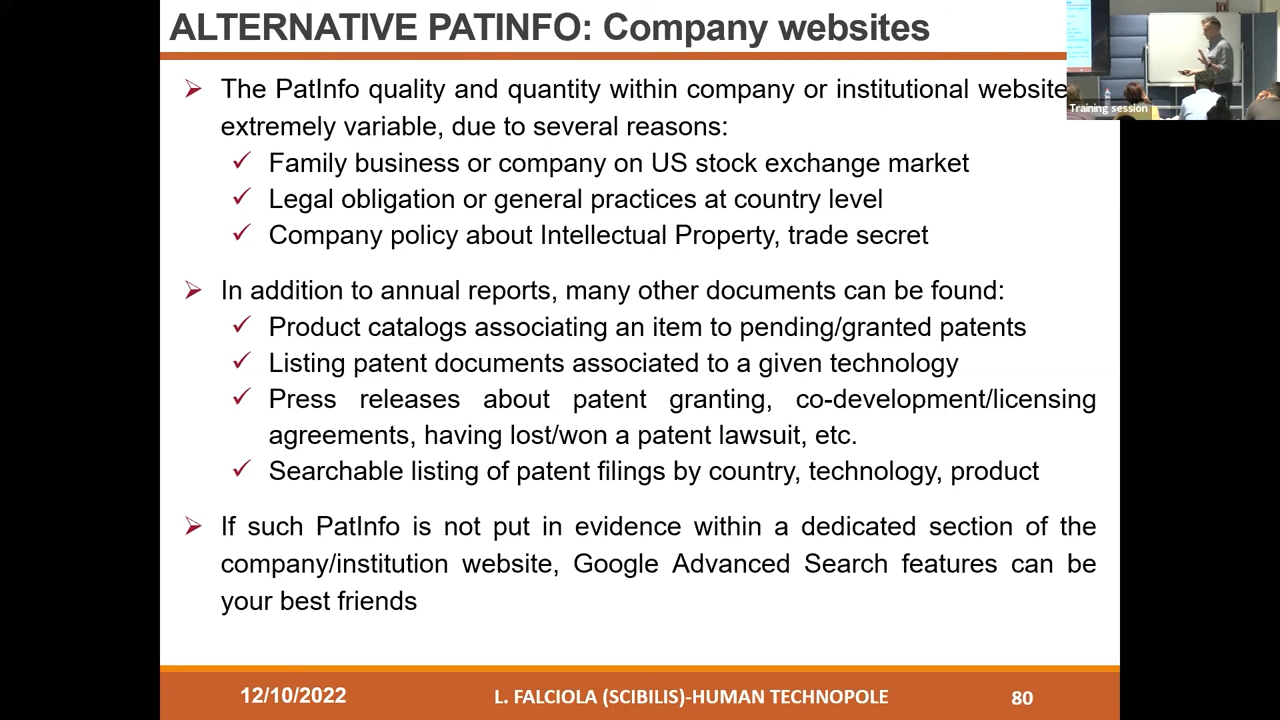 ALTERNATIVE PATINFO: Company websites
The PatInfo quality and quantity within company or institutional website
extremely variable, due to several reasons:
Family business or company on US stock exchange market
Legal obligation or general practices at country level
Company policy about Intellectual Property, trade secret
In addition to annual reports, many other documents can be found:
Product catalogs associating an item to pending/granted patents
Listing patent documents associated to a given technology
Press releases about patent granting, co-development/licensing
agreements, having lost/won a patent lawsuit, etc.
Searchable listing of patent filings by country, technology, product
If such PatInfo is not put in evidence within a dedicated section of the
company/institution website, Google Advanced Search features can be
your best friends
Training session
12/10/2022 L. FALCIOLA (SCIBILIS)-HUMAN TECHNOPOLE 80